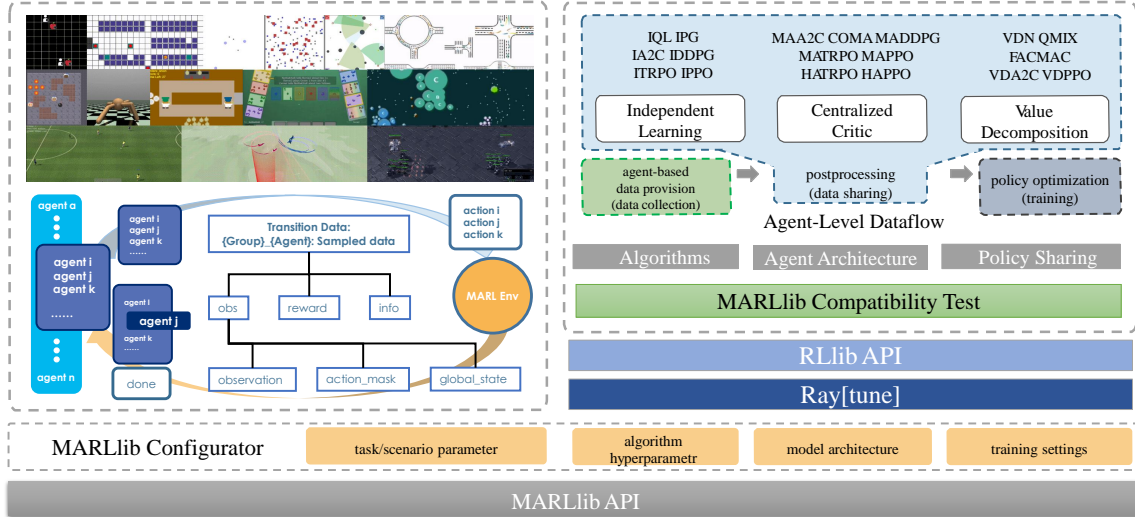 agent a
agent i
agent j
agent k
......
agent i
agent j
agent k
......
agent i
agent j
agent k
......
agent n
done
Transition Data:
{Group}_{Agent}: Sampled data
obs
reward
info
observation
action_mask
global_state
action i
action j
action k
MARL Env
IQL IPG
IA2C IDDPG
ITRPO IPPO
MAA2C COMA MADDPG
MATRPO MAPPO
HATRPO HAPPO
VDN QMIX
FACMAC
VDA2C VDPPO
Independent
Learning
Centralized
Critic
Value
Decomposition
agent-based
data provision
(data collection)
postprocessing
(data sharing)
policy optimization
(training)
Agent-Level Dataflow
Algorithms
Agent Architecture
Policy Sharing
MARLlib Compatibility Test
RLlib API
Ray[tune]
MARLlib Configurator
task/scenario parameter
algorithm
hyperparametr
model architecture
training settings
MARLlib API